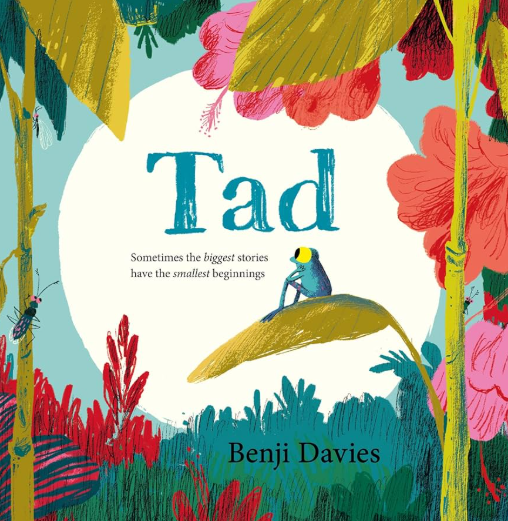 Tad
Sometimes the biggest stories
have the smallest beginnings
Benji Davies